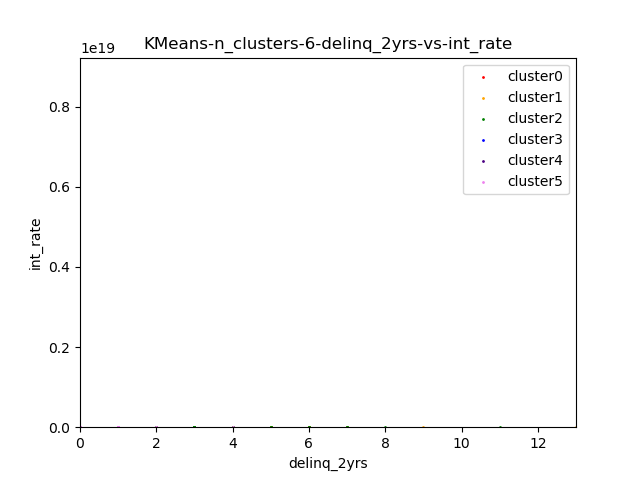 KMeans-n_clusters-6-delinq_2yrs-vs-int_rate
1e19
cluster0
cluster1
cluster2
cluster3
cluster4
cluster5
0.8
0.6
0.4
0.2
0.0
int_rate
0 2 4 6 8 10 12
delinq_2yrs